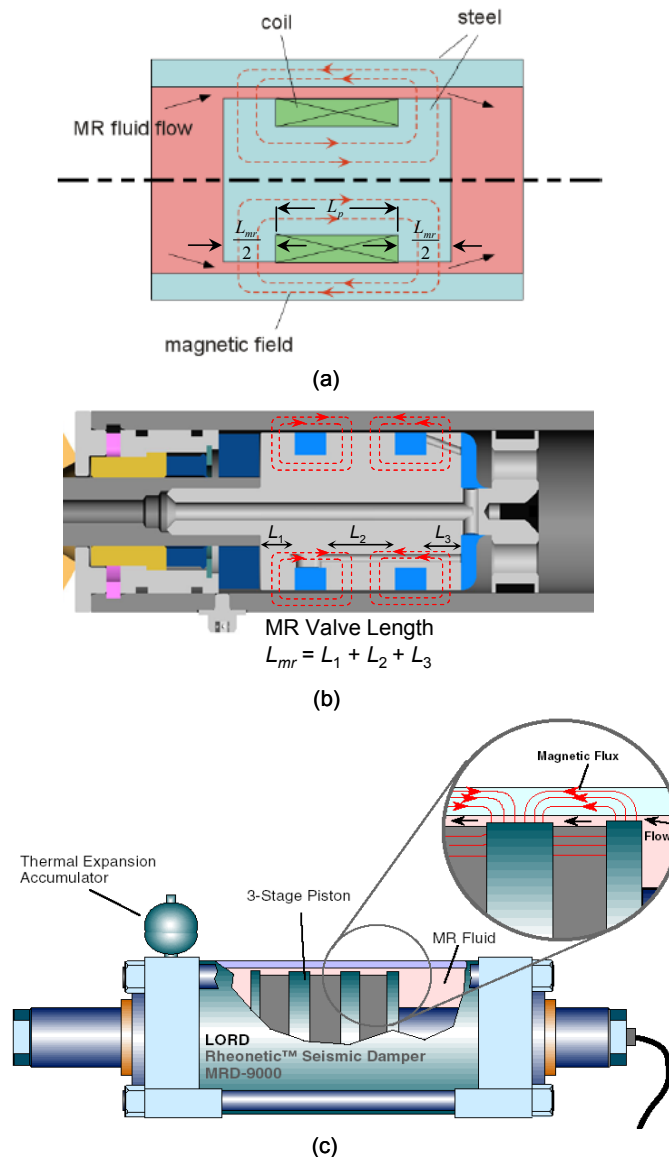 coil
steel
MR fluid flow
L_p
L_mr/2
L_mr/2
magnetic field
(a)
L_1
L_2
L_3
MR Valve Length
L_mr = L_1 + L_2 + L_3
(b)
Magnetic Flux
Flow
Thermal Expansion
Accumulator
3-Stage Piston
MR Fluid
LORD
Rheonetic™ Seismic Damper
MRD-9000
(c)